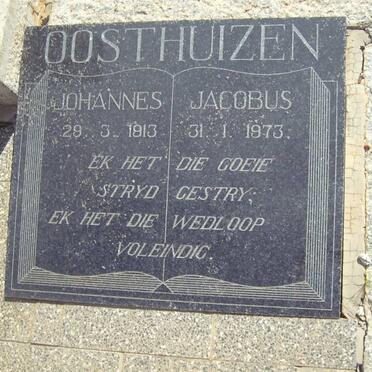 OOSTHUIZEN
JOHANNES JACOBUS
29. 3. 1913 31. 1. 1973.
EK HET DIE GOEIE
STRYD GESTRY;
EK HET DIE WEDLOOP
VOLEINDIG.